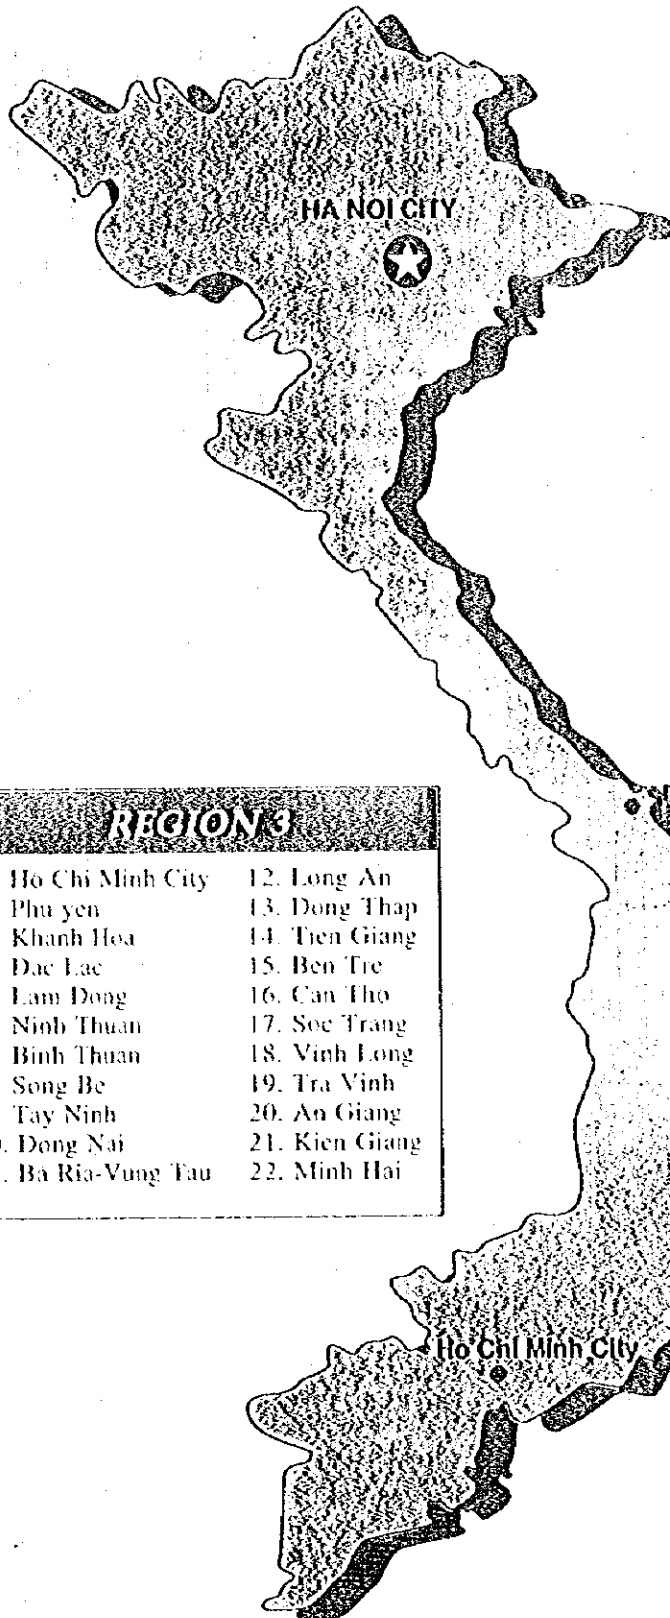 HA NOI CITY
REGION 3
Ho Chi Minh City
Phu yen
Khanh Hoa
Dac Lac
Lam Dong
Ninh Thuan
Binh Thuan
Song Be
Tay Ninh
. Dong Nai
. Ba Ria-Vung Tau
12. Long An
13. Dong Thap
14. Tien Giang
15. Ben Tre
16. Can Tho
17. Soc Trang
18. Vinh Long
19. Tra Vinh
20. An Giang
21. Kien Giang
22. Minh Hai
Ho Chi Minh City